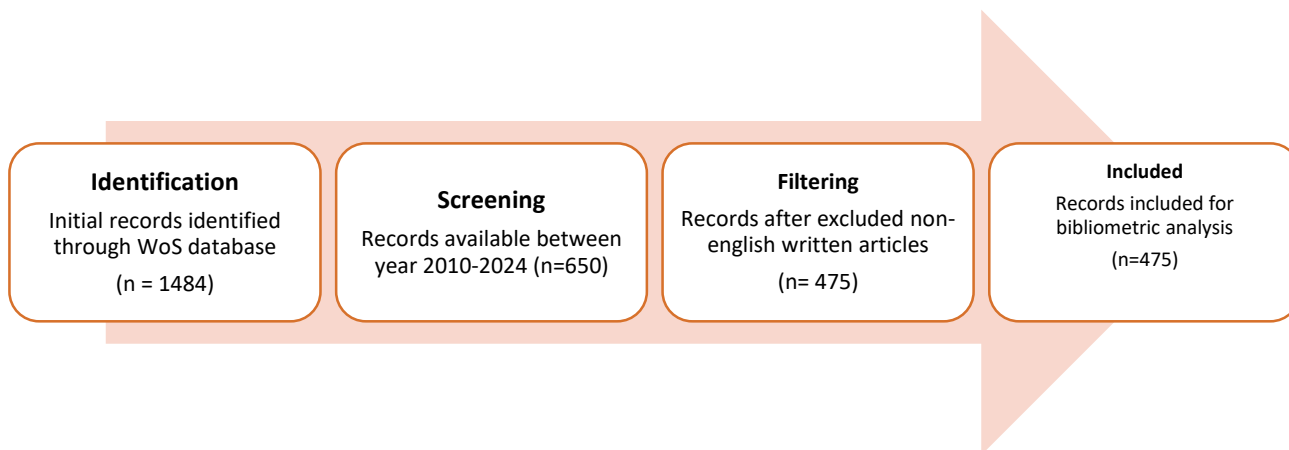 Identification
Initial records identified
through WoS database
(n = 1484)
Screening
Records available between
year 2010-2024 (n=650)
Filtering
Records after excluded non-
english written articles
(n= 475)
Included
Records included for
bibliometric analysis
(n=475)